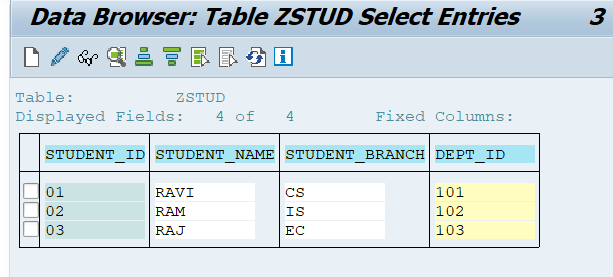 Data Browser: Table ZSTUD Select Entries 3
Table: ZSTUD
Displayed Fields: 4 of 4 Fixed Columns:
STUDENT_ID STUDENT_NAME STUDENT_BRANCH DEPT_ID
01 RAVI CS 101
02 RAM IS 102
03 RAJ EC 103